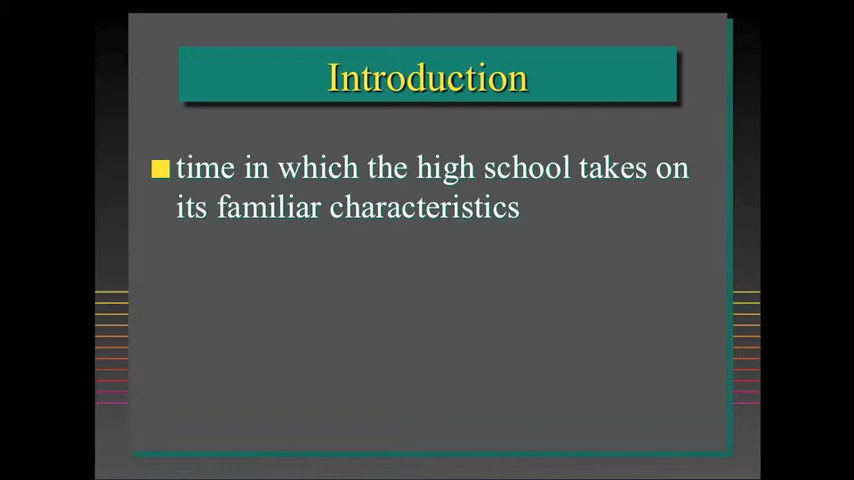 Introduction
time in which the high school takes on
its familiar characteristics